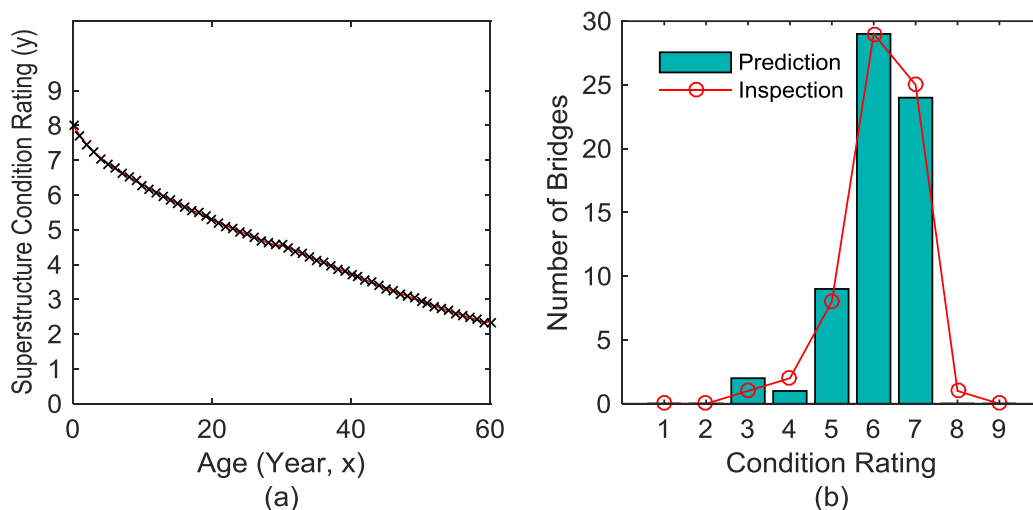 Superstructure Condition Rating (y)
9
8
7
6
5
4
3
2
1
0
0 20 40 60
Age (Year, x)
(a)
Number of Bridges
30
25
20
15
10
5
0
Prediction
Inspection
1 2 3 4 5 6 7 8 9
Condition Rating
(b)